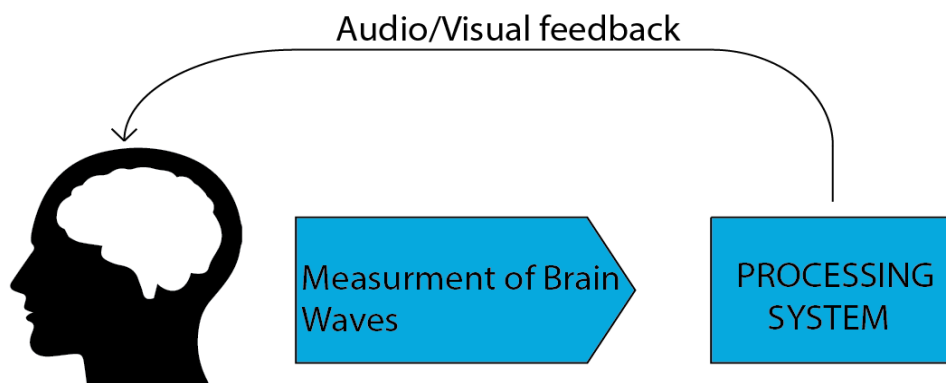 Audio/Visual feedback
Measurment of Brain
Waves
PROCESSING
SYSTEM